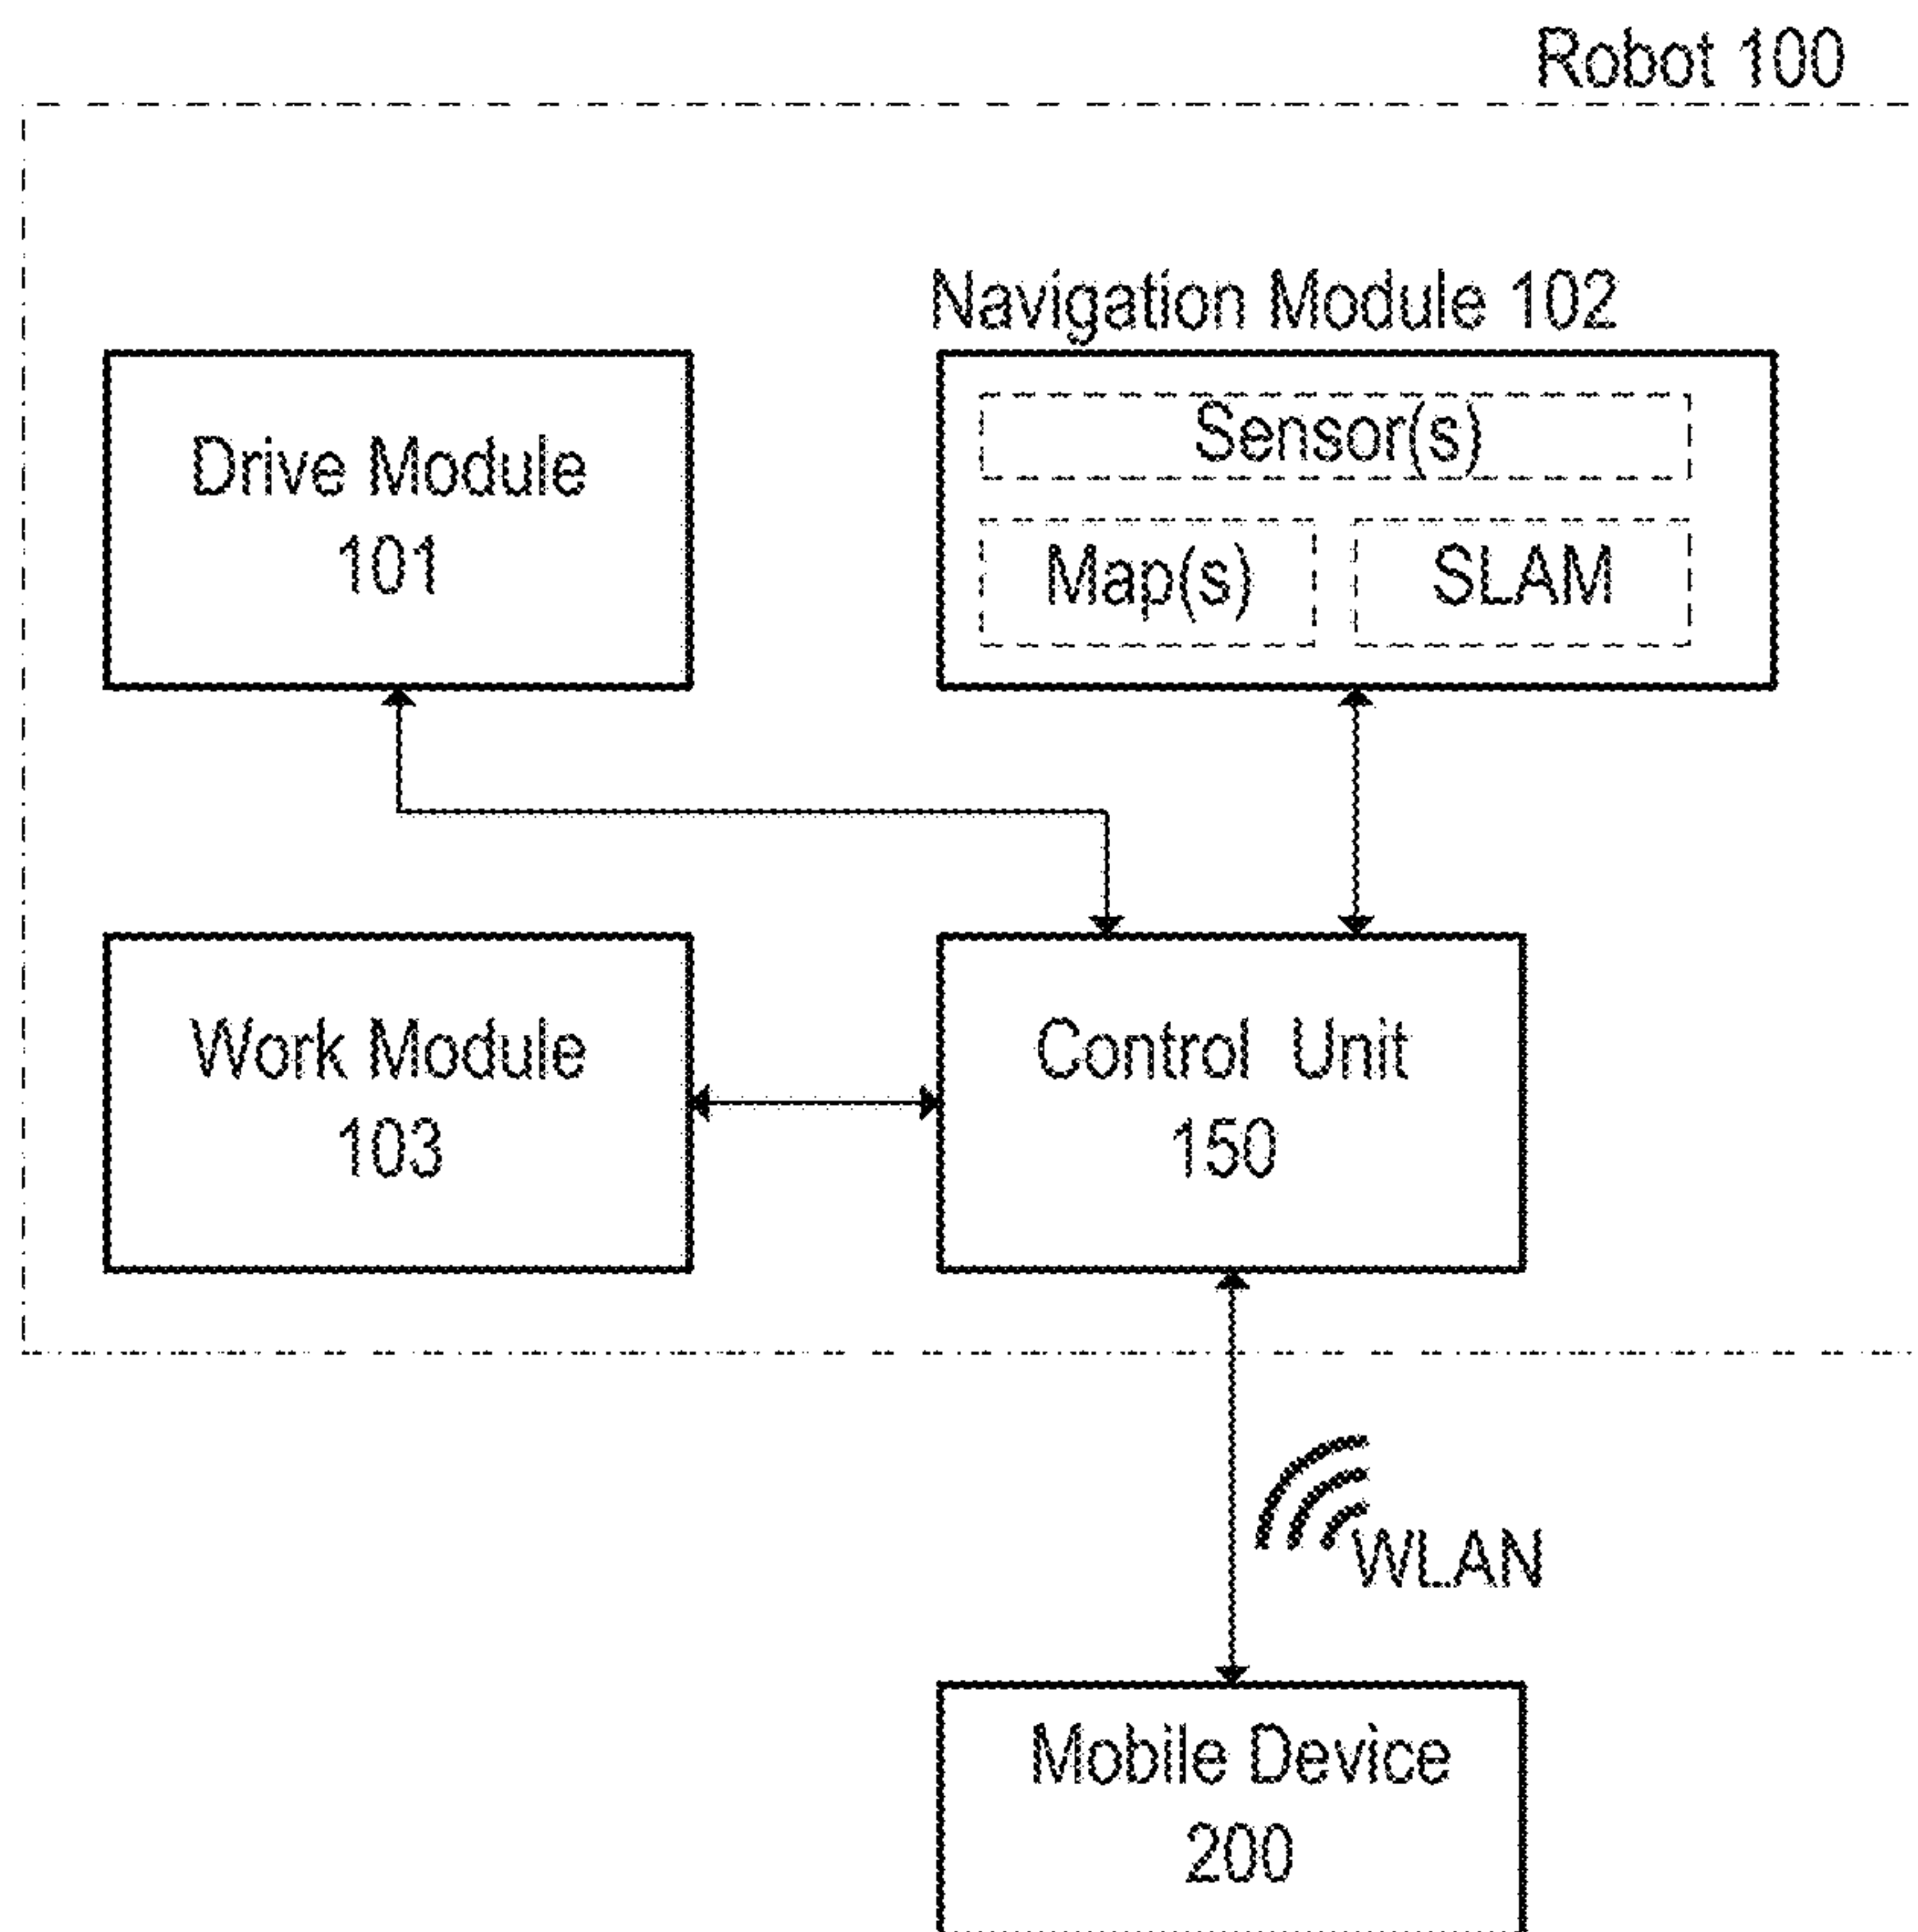 Robot 100
Navigation Module 102
Drive Module
101
Sensor(s)
Map(s)
SLAM
Work Module
103
Control Unit
150
WLAN
Mobile Device
200